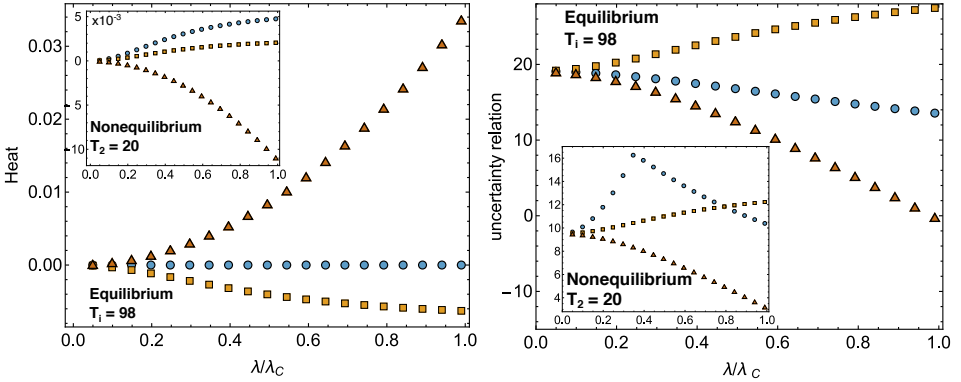 ×10⁻³
5
0
5
10
Nonequilibrium
T₂ = 20
0.0 0.2 0.4 0.6 0.8 1.0
Heat
0.03
0.02
0.01
0.00
Equilibrium
Tᵢ = 98
0.0 0.2 0.4 0.6 0.8 1.0
λ/λ_C
Equilibrium
Tᵢ = 98
uncertainty relation
20
10
0
16
14
12
10
8
6
4
Nonequilibrium
T₂ = 20
0.0 0.2 0.4 0.6 0.8 1.0
0.0 0.2 0.4 0.6 0.8 1.0
λ/λ_C